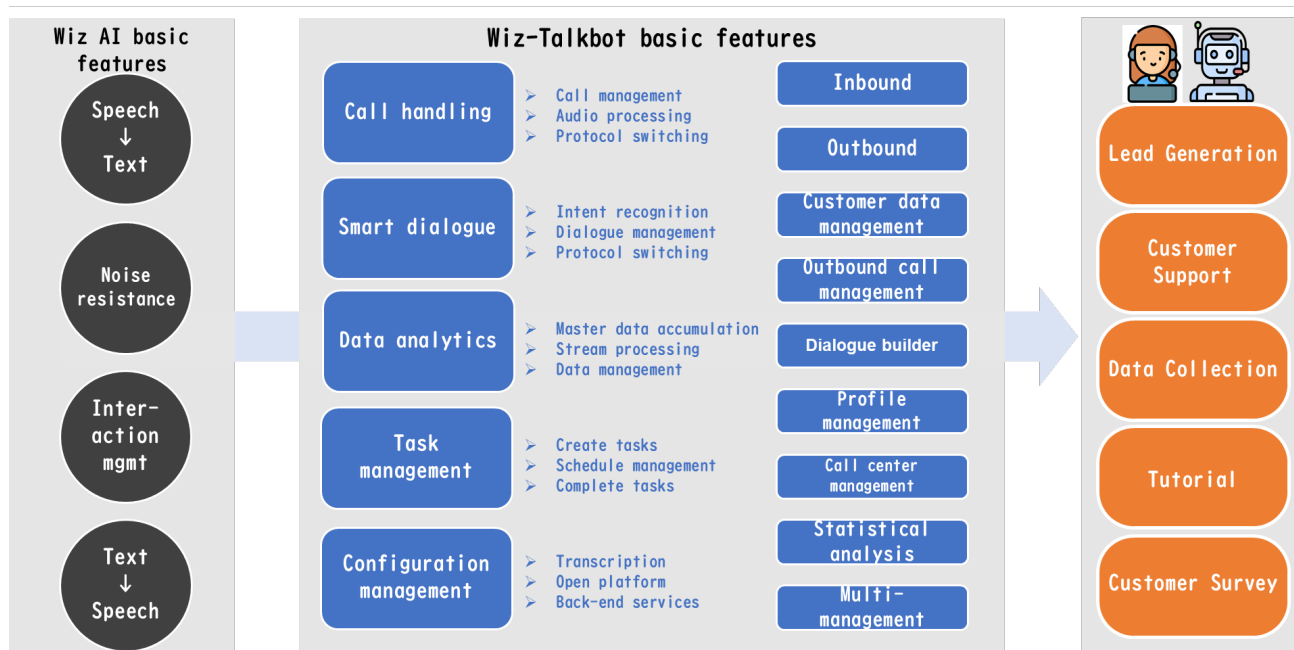 Wiz AI basic
features
Speech
↓
Text
Noise
resistance
Inter-
action
mgmt
Text
↓
Speech
Wiz-Talkbot basic features
Call handling
➢ Call management
➢ Audio processing
➢ Protocol switching
Smart dialogue
➢ Intent recognition
➢ Dialogue management
➢ Protocol switching
Data analytics
➢ Master data accumulation
➢ Stream processing
➢ Data management
Task
management
➢ Create tasks
➢ Schedule management
➢ Complete tasks
Configuration
management
➢ Transcription
➢ Open platform
➢ Back-end services
Inbound
Outbound
Customer data
management
Outbound call
management
Dialogue builder
Profile
management
Call center
management
Statistical
analysis
Multi-
management
Lead Generation
Customer
Support
Data Collection
Tutorial
Customer Survey